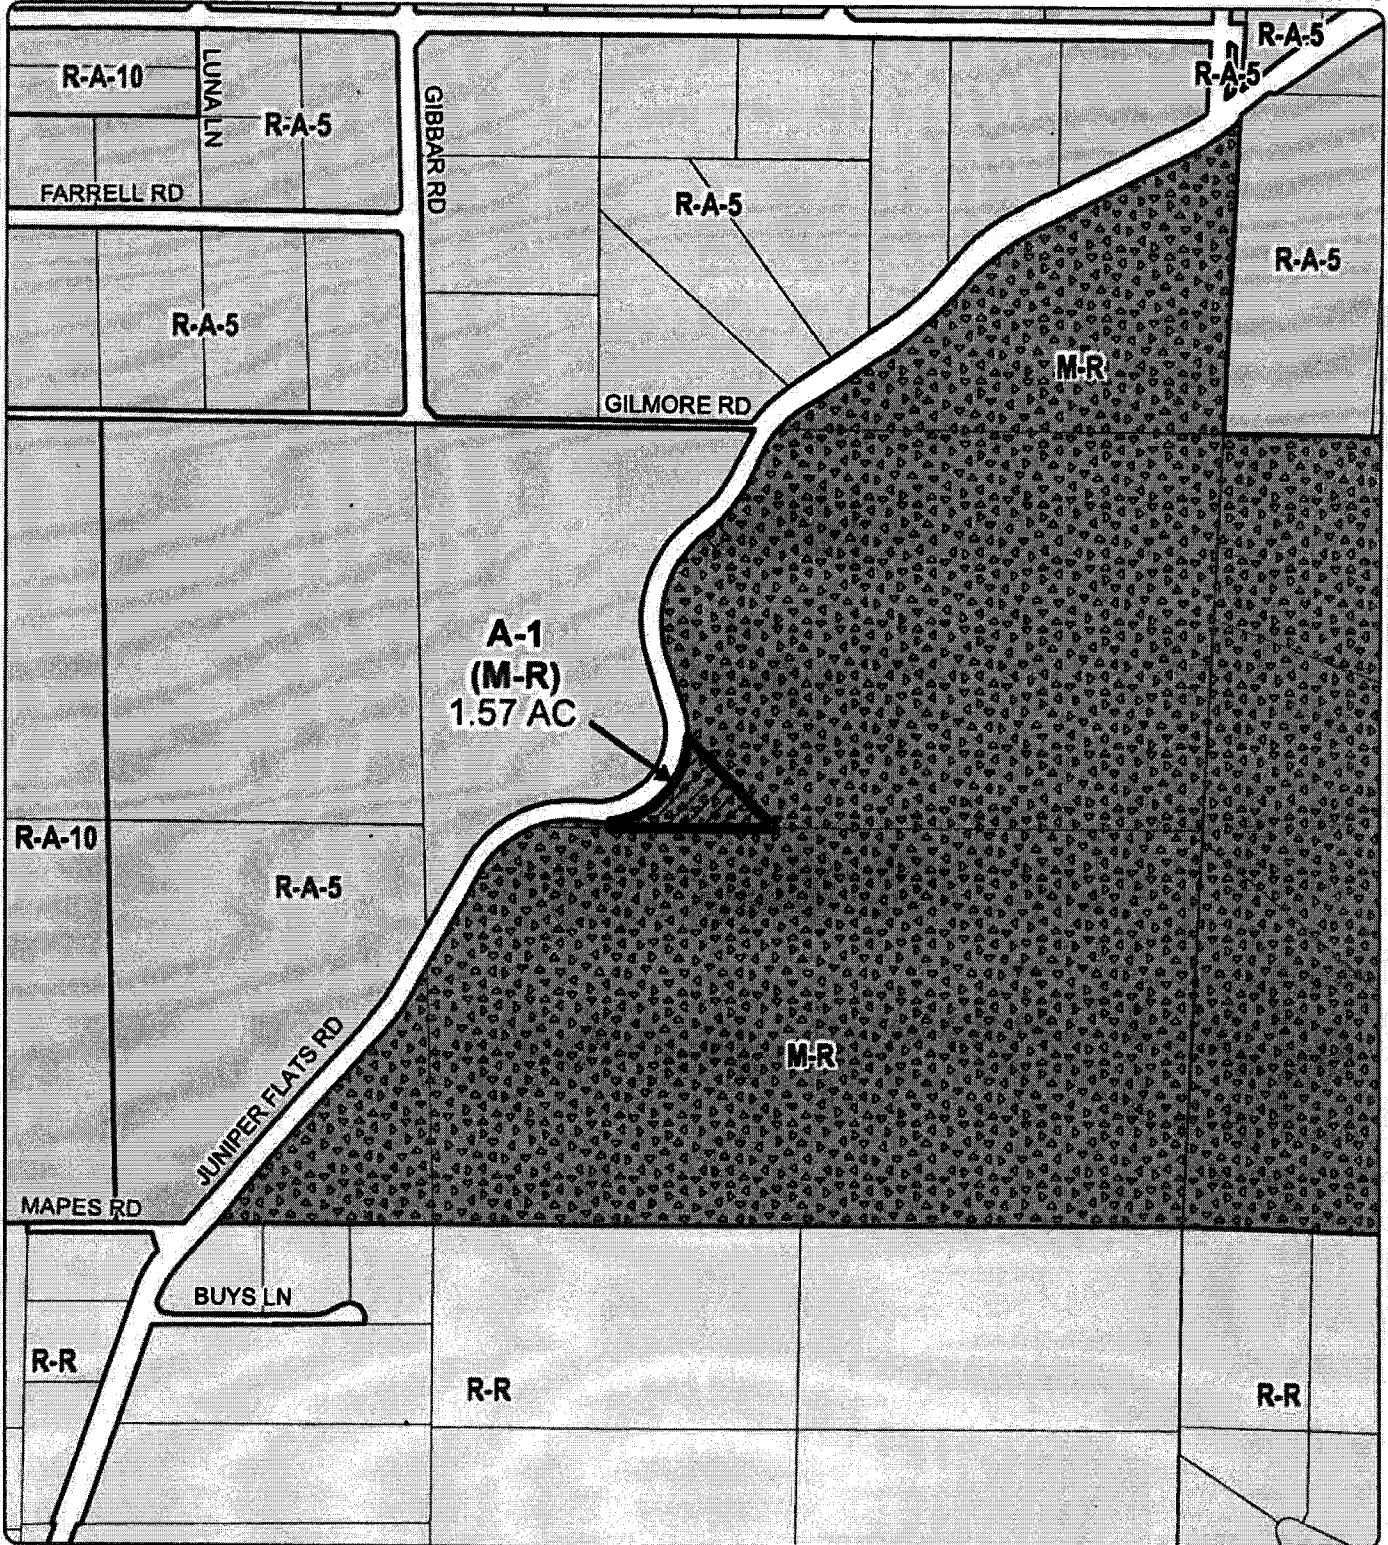 R-A-5
R-A-5
R-A-10
LUNA LN
R-A-5
GIBBAR RD
FARRELL RD
R-A-5
R-A-5
R-A-5
M-R
GILMORE RD
A-1
(M-R)
1.57 AC
R-A-10
R-A-5
JUNIPER FLATS RD
M-R
MAPES RD
BUYS LN
R-R
R-R
R-R